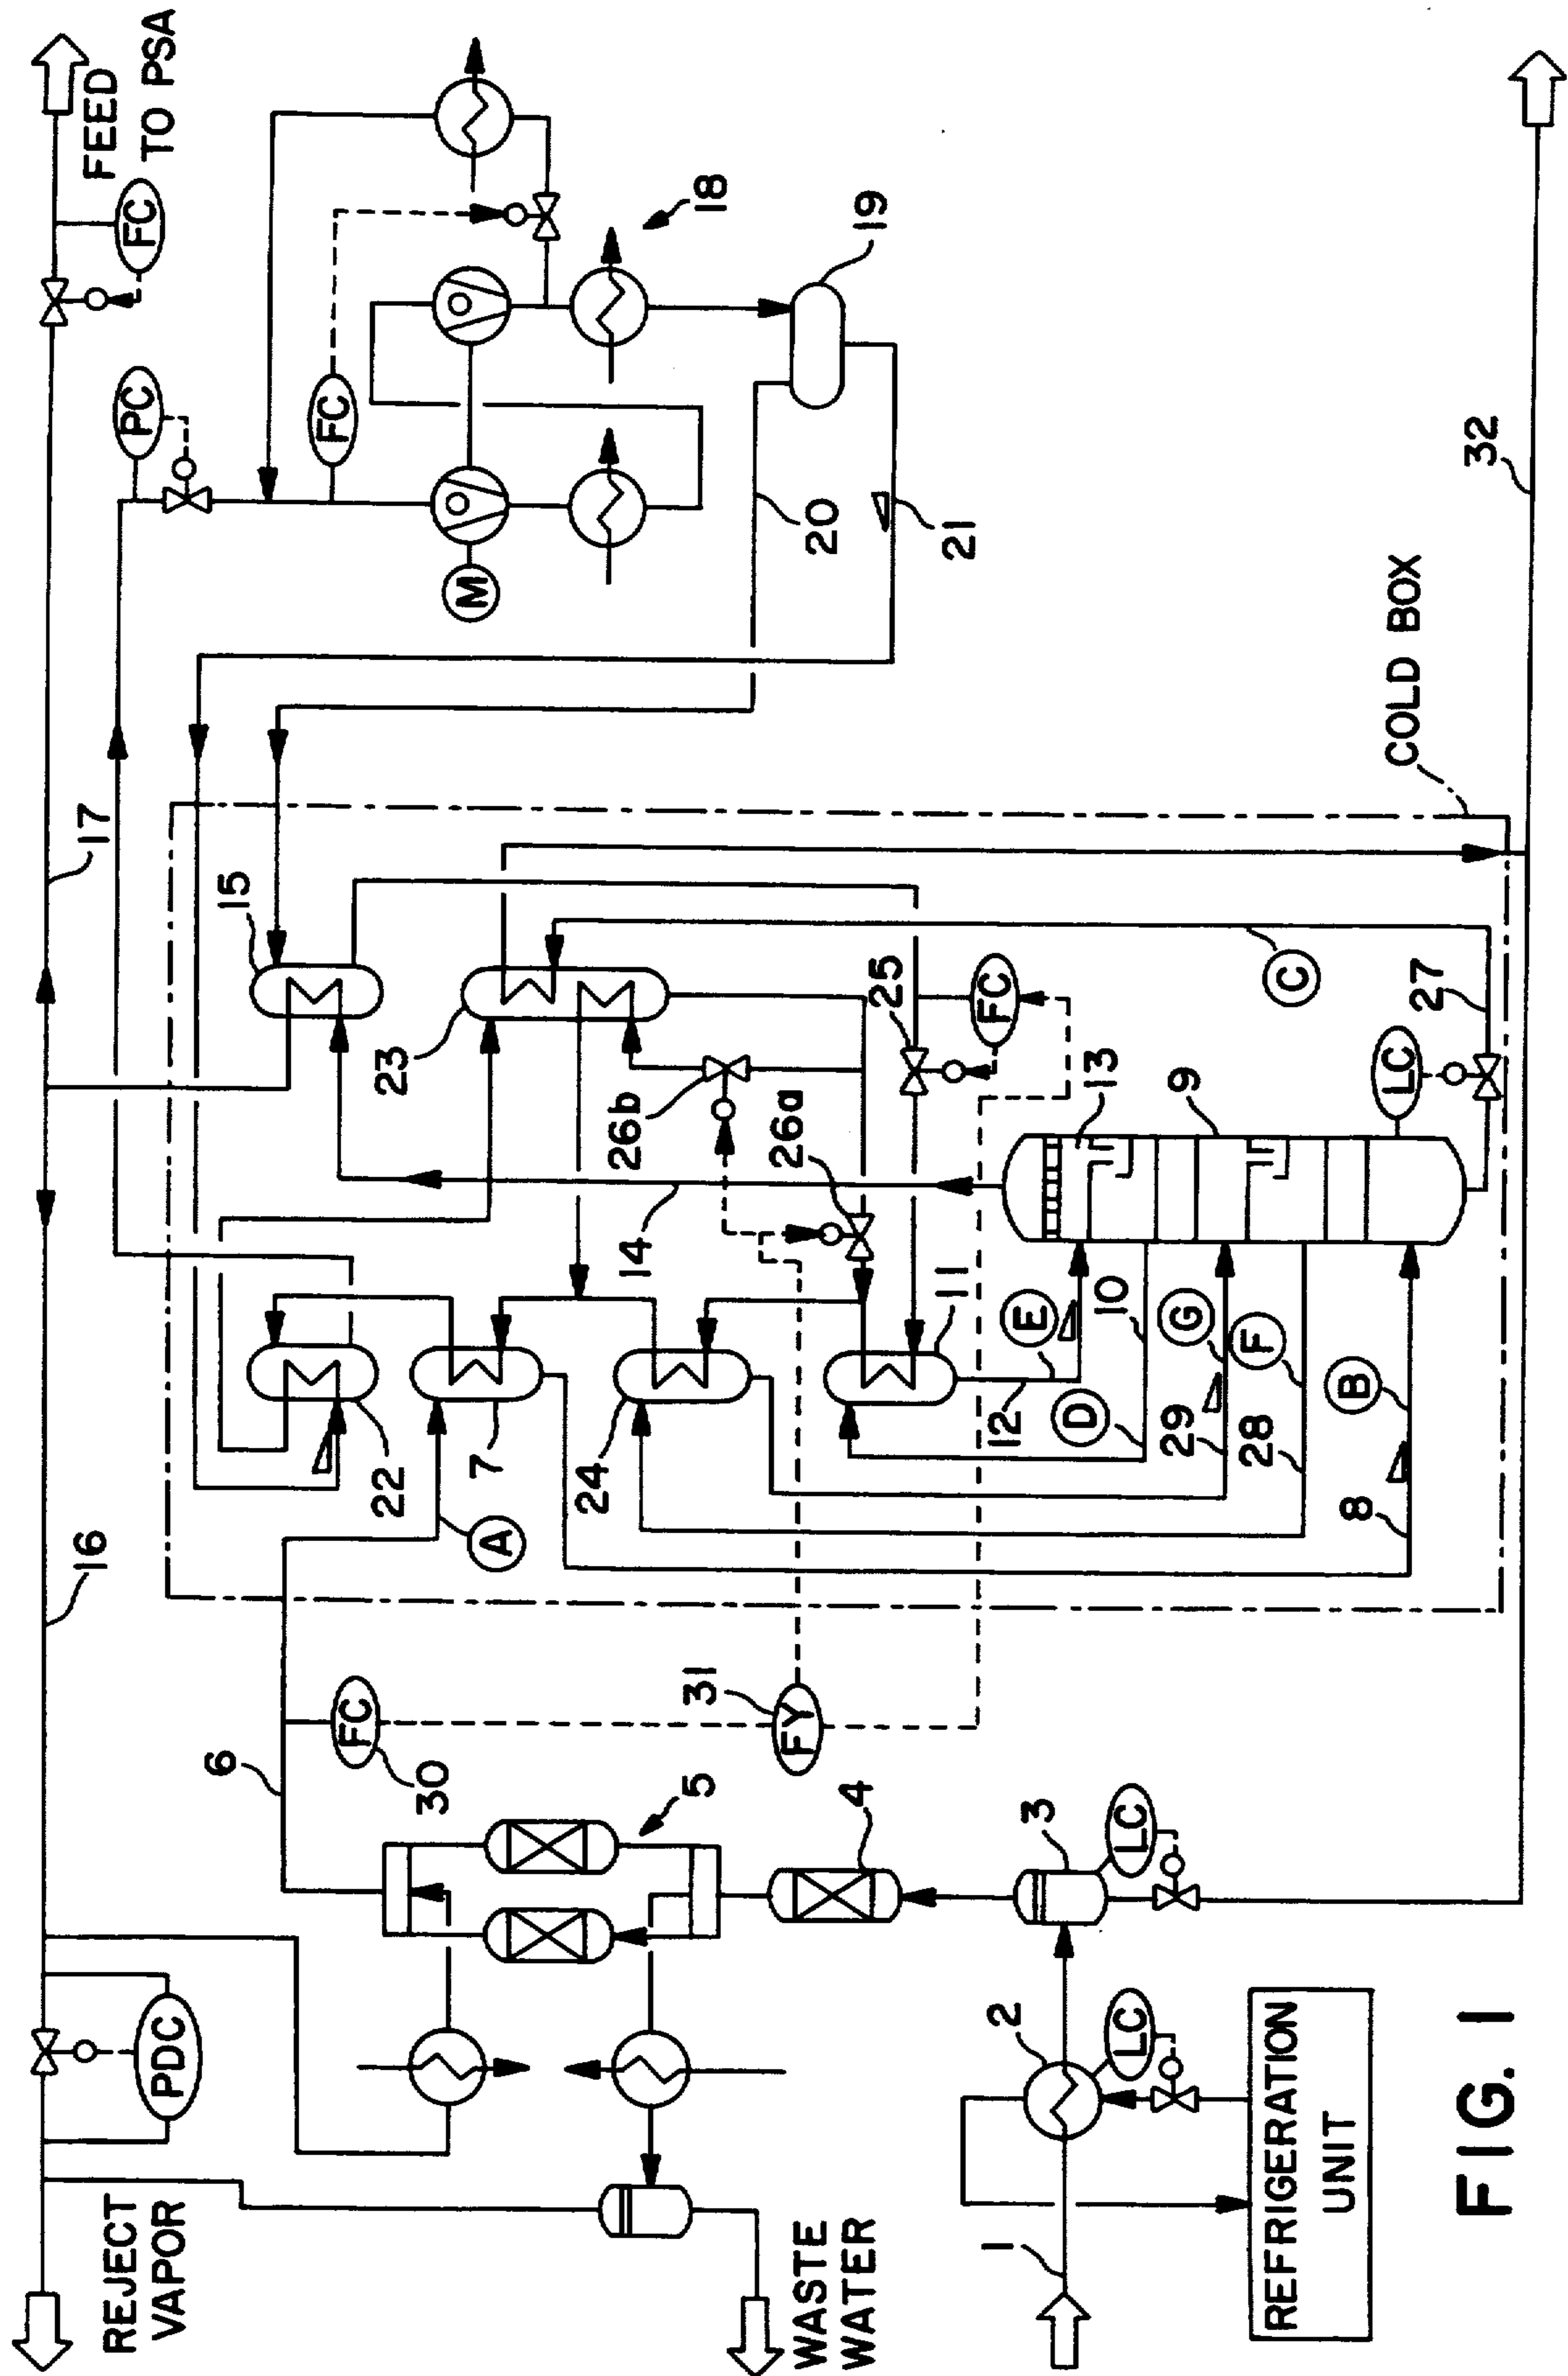 FEED
TO PSA
REJECT
VAPOR
WASTE
WATER
REFRIGERATION
UNIT
COLD BOX
FIG. 1
PDC
FC
PC
FC
M
FC
FY
FC
LC
LC
LC
A
B
C
D
E
F
G
1
2
3
4
5
6
7
8
9
10
11
12
13
14
15
16
17
18
19
20
21
22
23
24
25
26a
26b
27
28
29
30
31
32